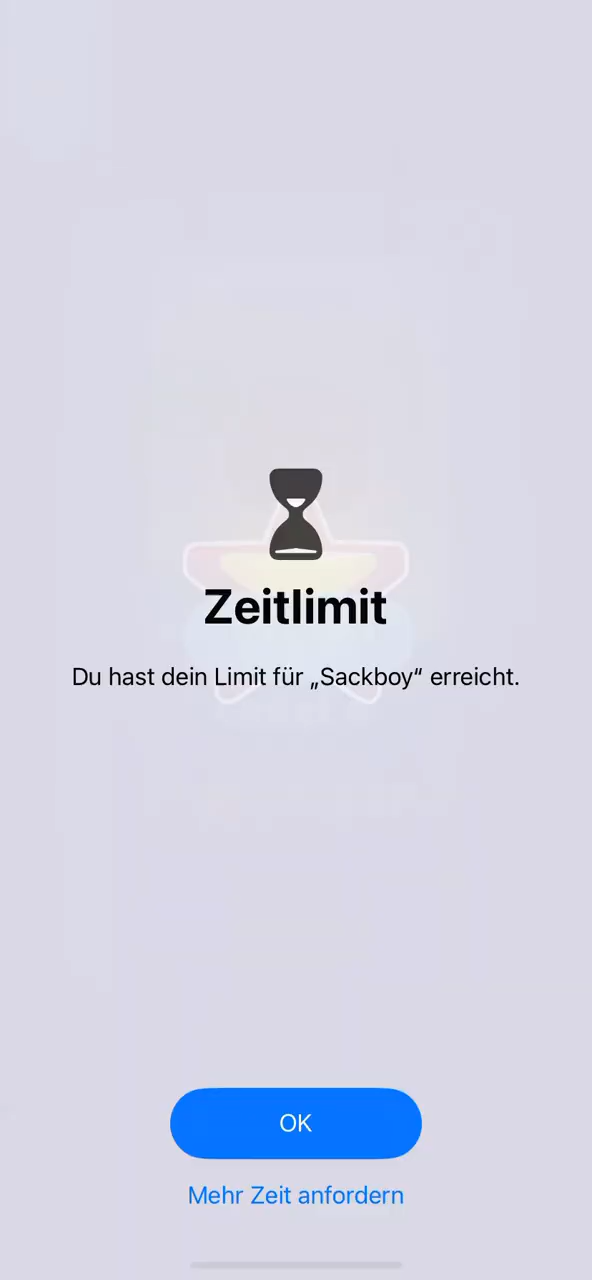 Zeitlimit
Du hast dein Limit für „Sackboy“ erreicht.
OK
Mehr Zeit anfordern